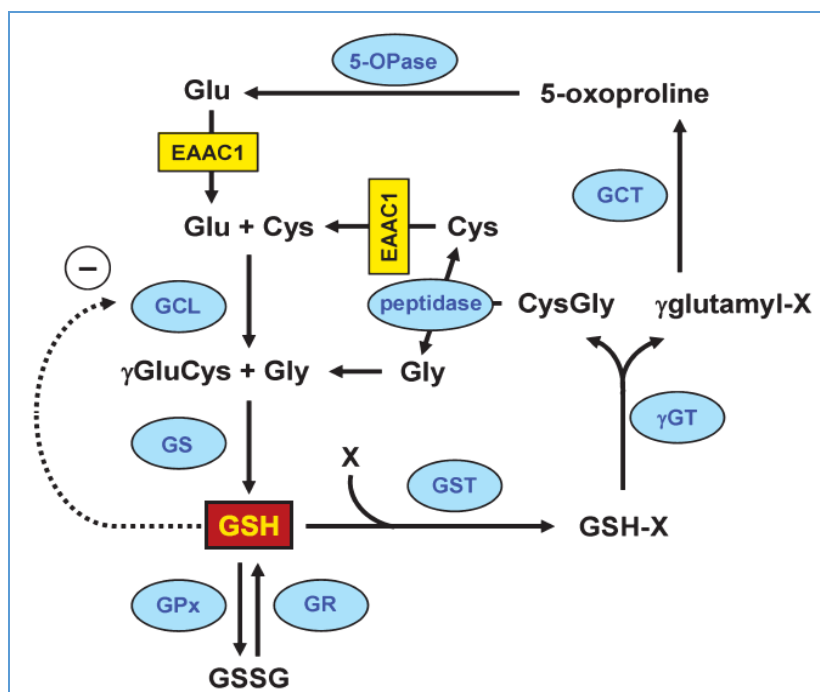 5-OPase
Glu
5-oxoproline
EAAC1
GCT
Glu + Cys
EAAC1
Cys
−
GCL
peptidase
CysGly
γglutamyl-X
γGluCys + Gly
Gly
GS
X
GST
γGT
GSH
GSH-X
GPx
GR
GSSG